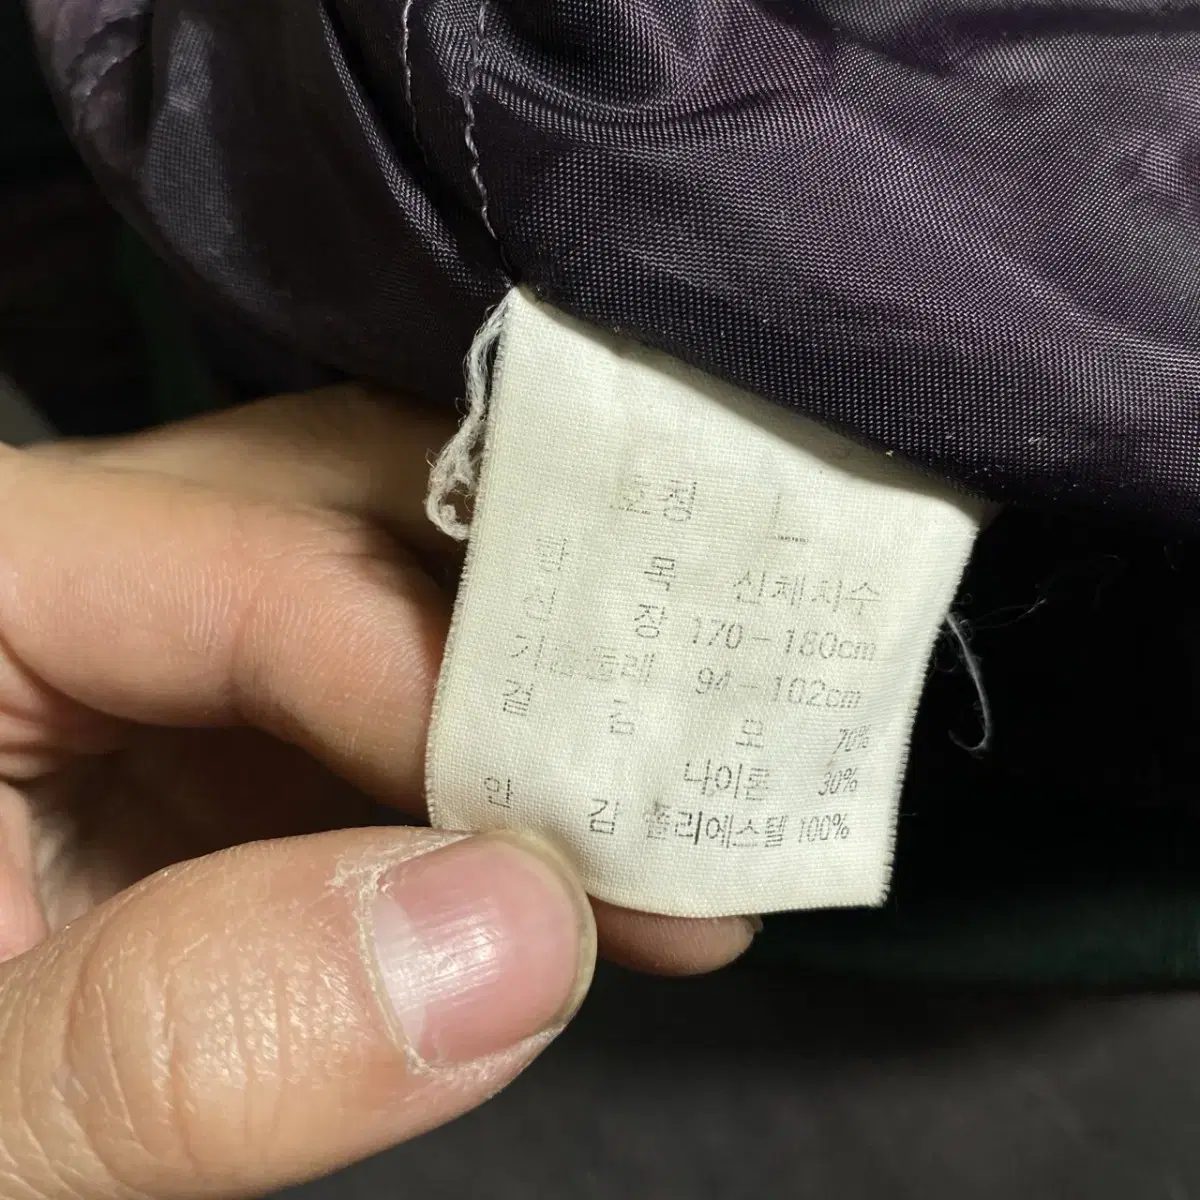 호칭 L
항 목 신체치수
신 장 170-180cm
가슴둘레 94-102cm
겉 감 모 70%
나이론 30%
안 감 폴리에스텔 100%